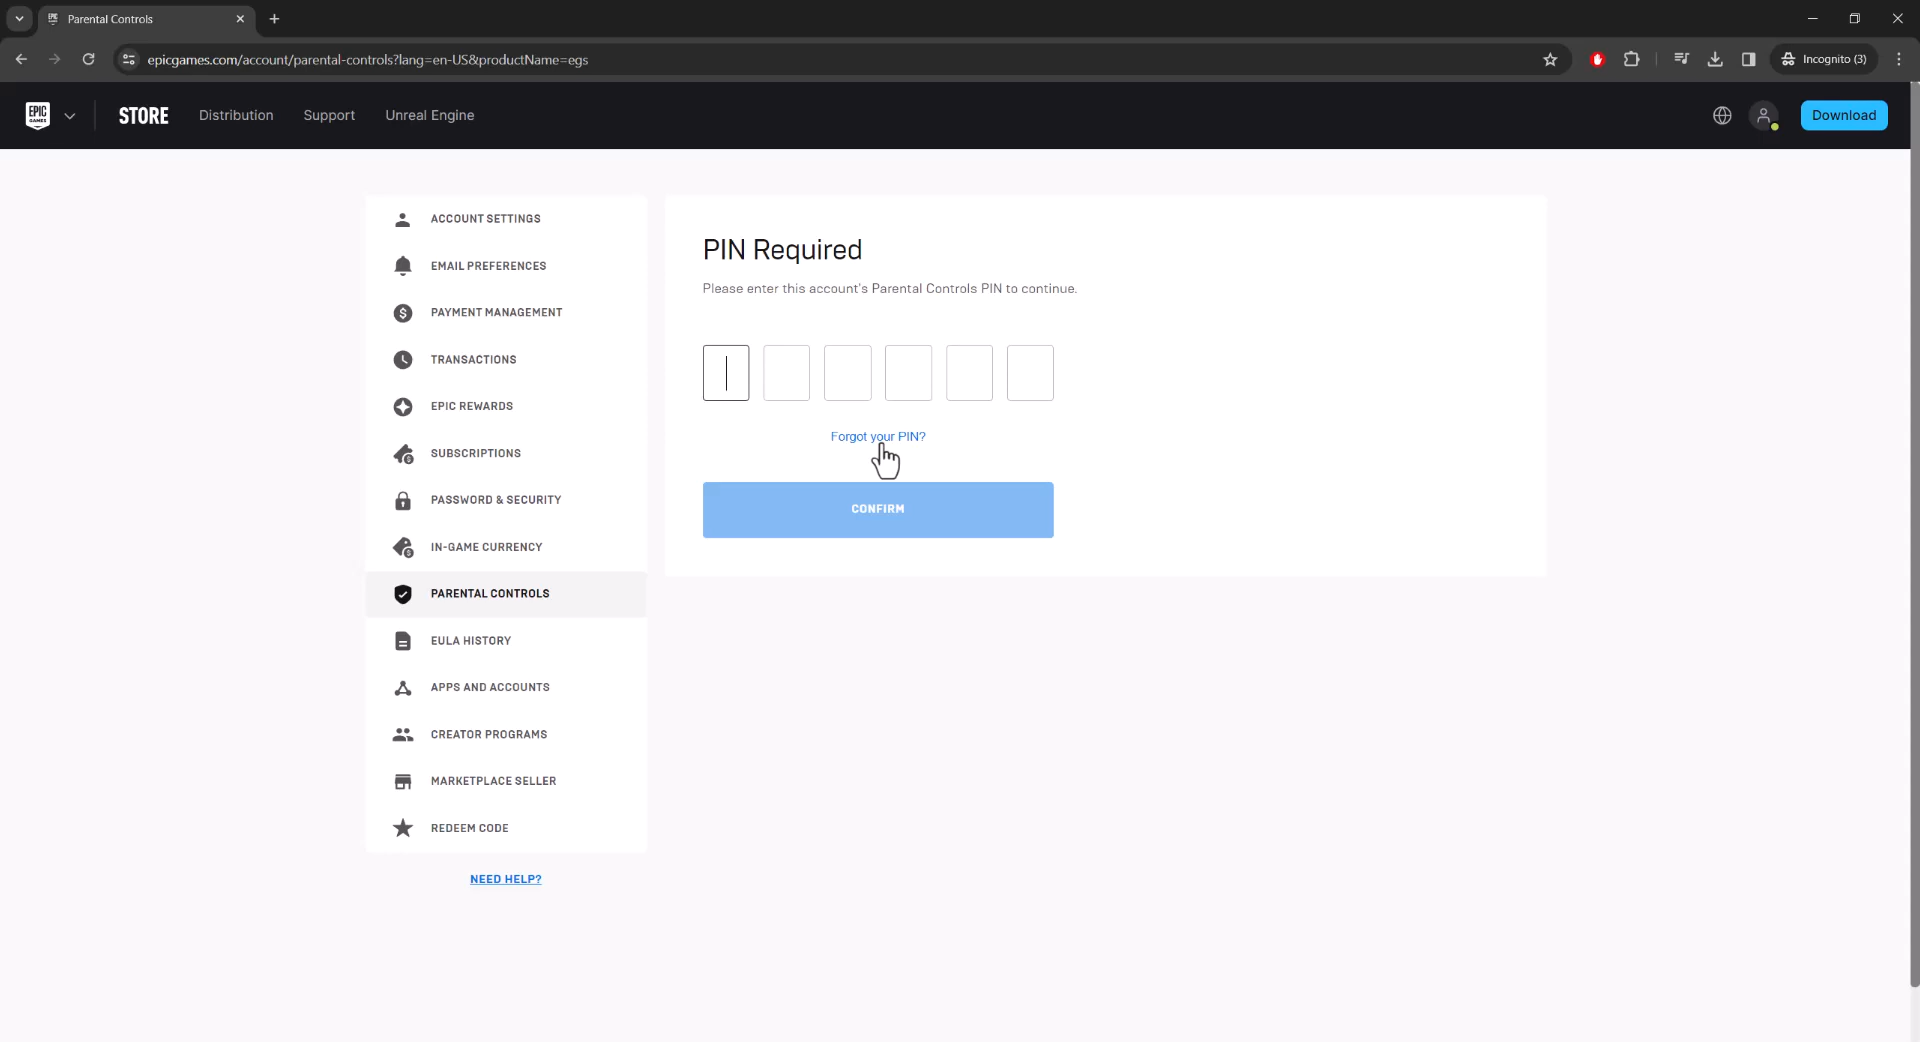 Parental Controls
epicgames.com/account/parental-controls?lang=en-US&productName=egs
Incognito (3)
EPIC GAMES
STORE
Distribution
Support
Unreal Engine
Download
ACCOUNT SETTINGS
EMAIL PREFERENCES
PAYMENT MANAGEMENT
TRANSACTIONS
EPIC REWARDS
SUBSCRIPTIONS
PASSWORD & SECURITY
IN-GAME CURRENCY
PARENTAL CONTROLS
EULA HISTORY
APPS AND ACCOUNTS
CREATOR PROGRAMS
MARKETPLACE SELLER
REDEEM CODE
NEED HELP?
PIN Required
Please enter this account's Parental Controls PIN to continue.
Forgot your PIN?
CONFIRM